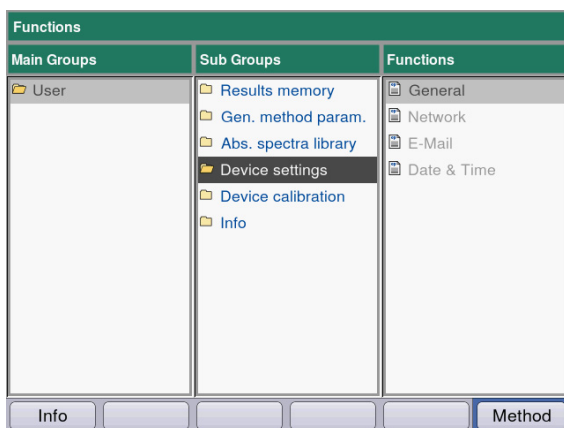 Functions
Main Groups
Sub Groups
Functions
User
Results memory
Gen. method param.
Abs. spectra library
Device settings
Device calibration
Info
General
Network
E-Mail
Date & Time
Info
Method